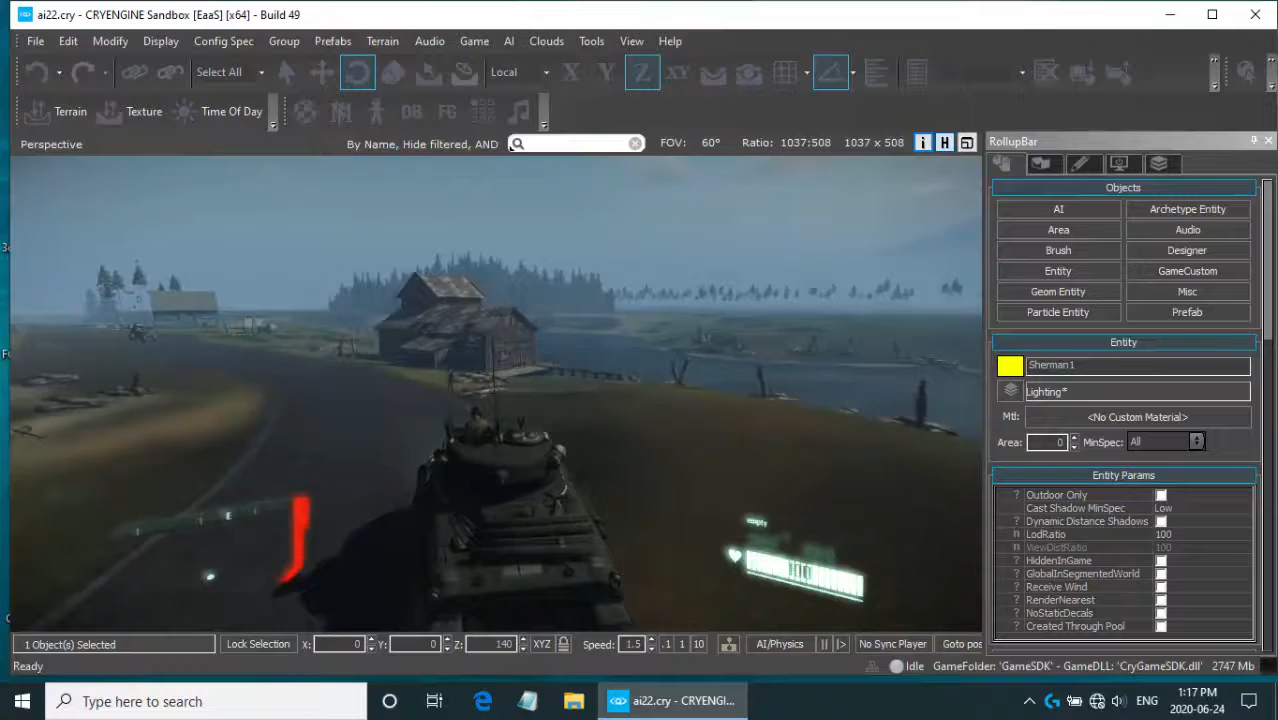 ai22.cry - CRYENGINE Sandbox [EaaS] [x64] - Build 49
File Edit Modify Display Config Spec Group Prefabs Terrain Audio Game AI Clouds Tools View Help
Select All Local X Y Z XY
Terrain Texture Time Of Day DB FG
Perspective By Name, Hide filtered, AND FOV: 60° Ratio: 1037:508 1037 x 508 i H
RollupBar
Objects
AI Archetype Entity
Area Audio
Brush Designer
Entity GameCustom
Geom Entity Misc
Particle Entity Prefab
Entity
Sherman1
Lighting*
Mtl: <No Custom Material>
Area: 0 MinSpec: All
Entity Params
? Outdoor Only
Cast Shadow MinSpec Low
? Dynamic Distance Shadows
n LodRatio 100
n ViewDistRatio 100
? HiddenInGame
? GlobalInSegmentedWorld
? Receive Wind
? RenderNearest
? NoStaticDecals
? Created Through Pool
E
empty
1 Object(s) Selected Lock Selection X: 0 Y: 0 Z: 140 XYZ Speed: 1.5 .1 1 10 AI/Physics No Sync Player Goto pos
Ready Idle GameFolder: 'GameSDK' - GameDLL: 'CryGameSDK.dll' 2747 Mb
Type here to search ai22.cry - CRYENGI... ENG 1:17 PM
2020-06-24